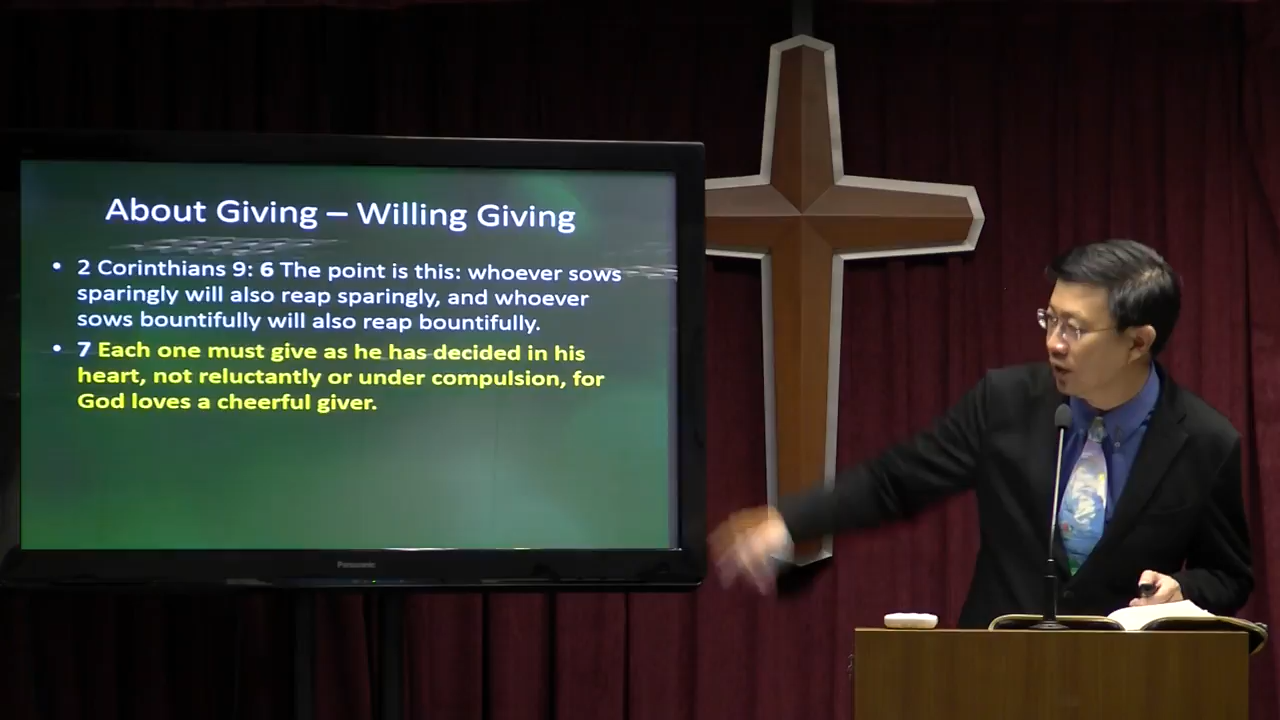 About Giving – Willing Giving
• 2 Corinthians 9: 6 The point is this: whoever sows
sparingly will also reap sparingly, and whoever
sows bountifully will also reap bountifully.
• 7 Each one must give as he has decided in his
heart, not reluctantly or under compulsion, for
God loves a cheerful giver.
Panasonic